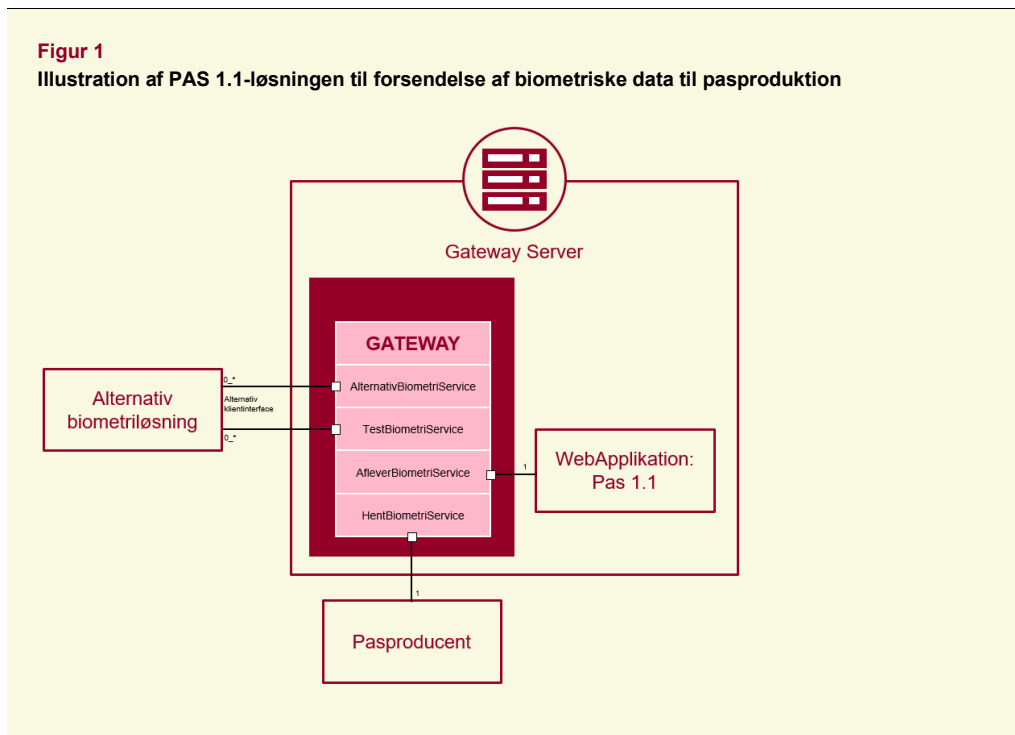 Figur 1
Illustration af PAS 1.1-løsningen til forsendelse af biometriske data til pasproduktion
Gateway Server
GATEWAY
AlternativBiometriService
TestBiometriService
AfleverBiometriService
HentBiometriService
Alternativ
biometriløsning
0_*
Alternativ
klientinterface
0_*
1
WebApplikation:
Pas 1.1
1
Pasproducent